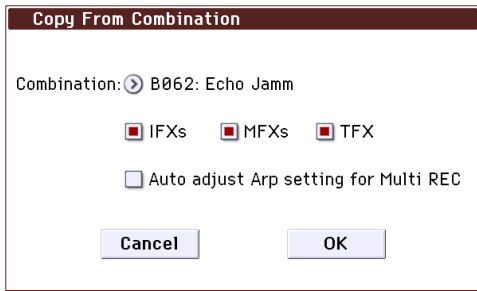 Copy From Combination
Combination: B062: Echo Jamm
IFXs MFXs TFX
Auto adjust Arp setting for Multi REC
Cancel OK